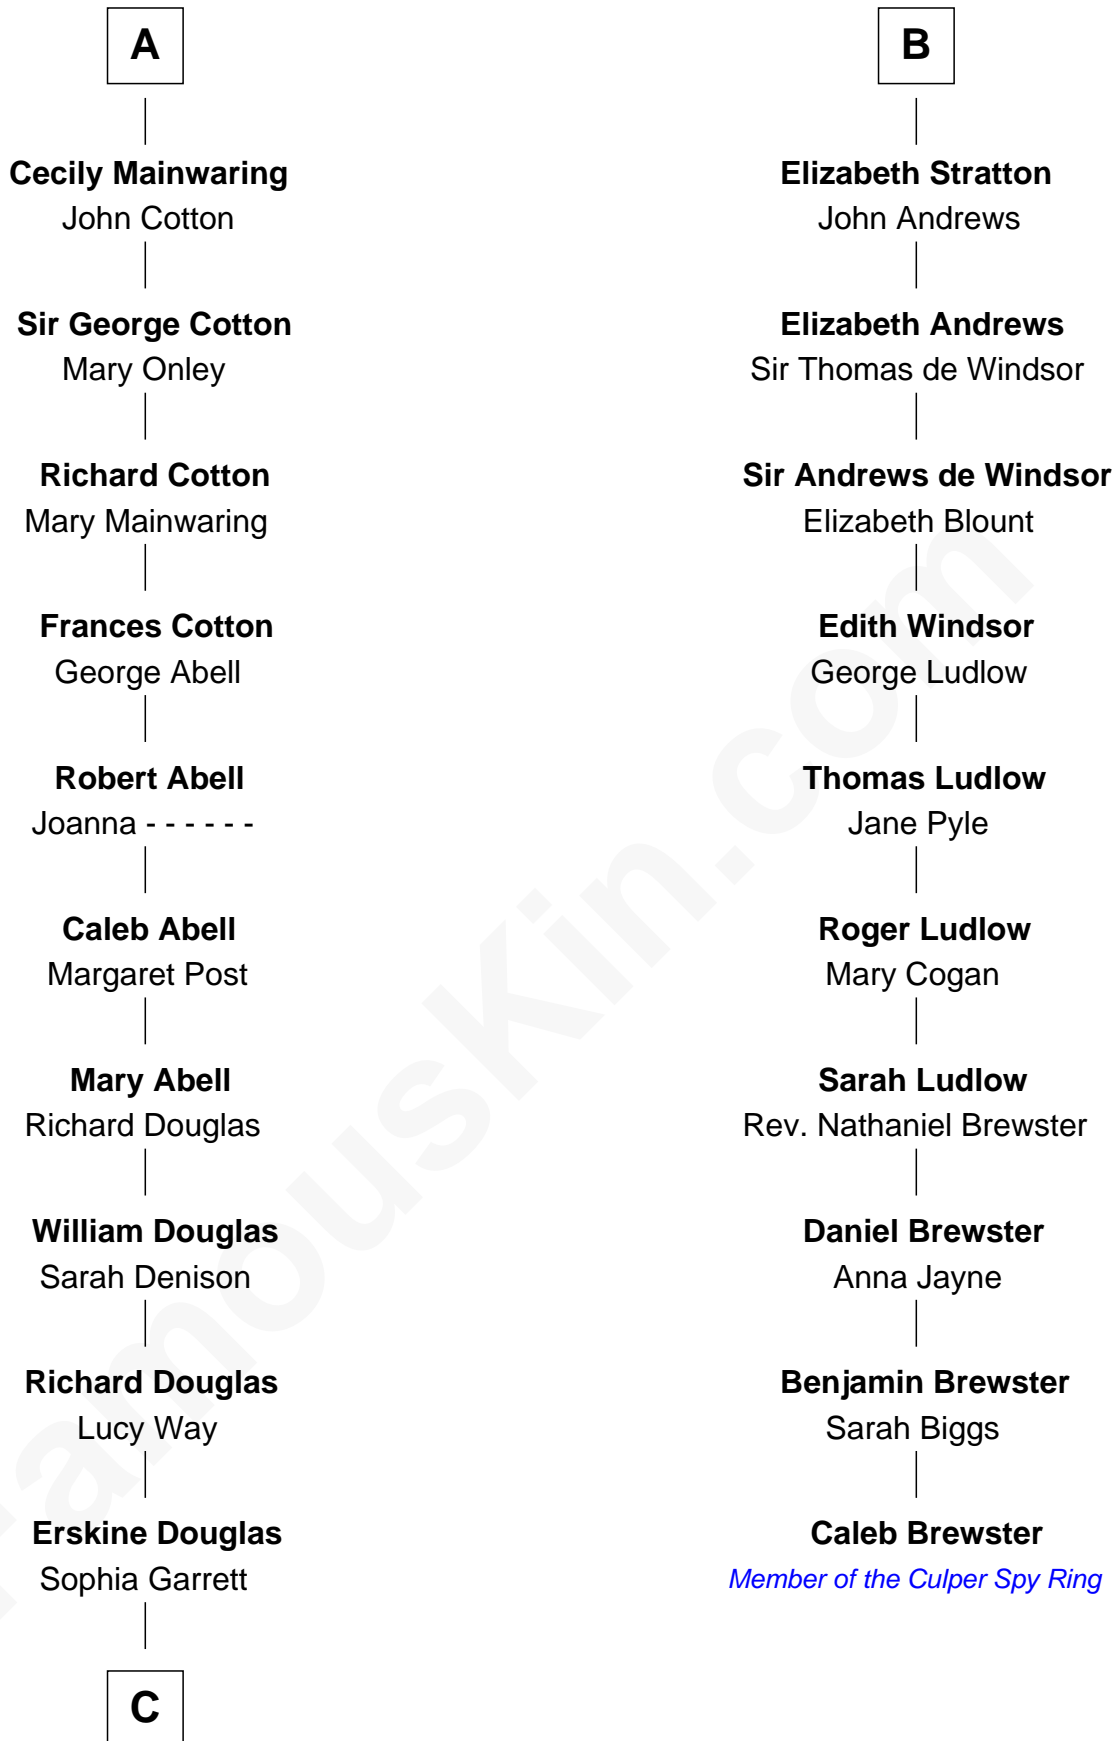 A
Cecily Mainwaring
John Cotton
Sir George Cotton
Mary Onley
Richard Cotton
Mary Mainwaring
Frances Cotton
George Abell
Robert Abell
Joanna - - - - - -
Caleb Abell
Margaret Post
Mary Abell
Richard Douglas
William Douglas
Sarah Denison
Richard Douglas
Lucy Way
Erskine Douglas
Sophia Garrett
C
B
Elizabeth Stratton
John Andrews
Elizabeth Andrews
Sir Thomas de Windsor
Sir Andrews de Windsor
Elizabeth Blount
Edith Windsor
George Ludlow
Thomas Ludlow
Jane Pyle
Roger Ludlow
Mary Cogan
Sarah Ludlow
Rev. Nathaniel Brewster
Daniel Brewster
Anna Jayne
Benjamin Brewster
Sarah Biggs
Caleb Brewster
Member of the Culper Spy Ring
FamousKin.com